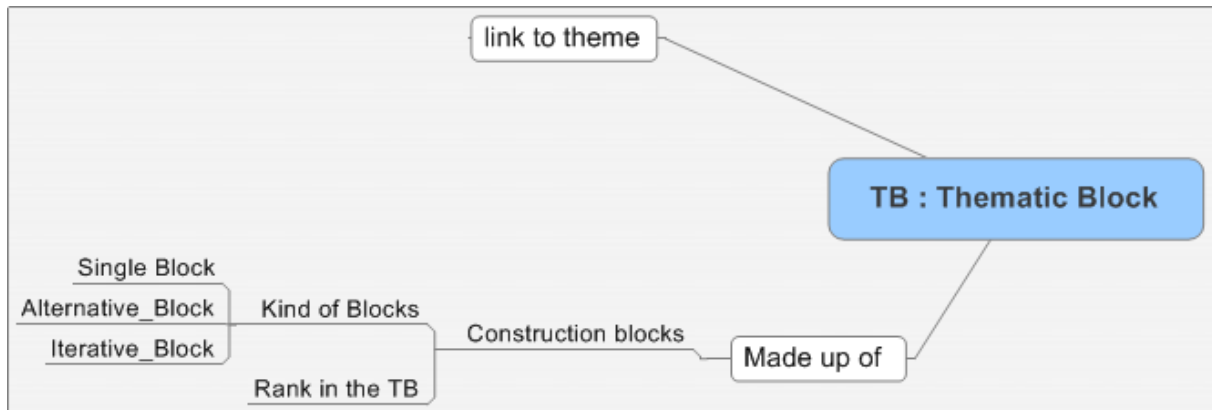 link to theme
TB : Thematic Block
Single Block
Alternative_Block
Kind of Blocks
Iterative_Block
Construction blocks
Made up of
Rank in the TB